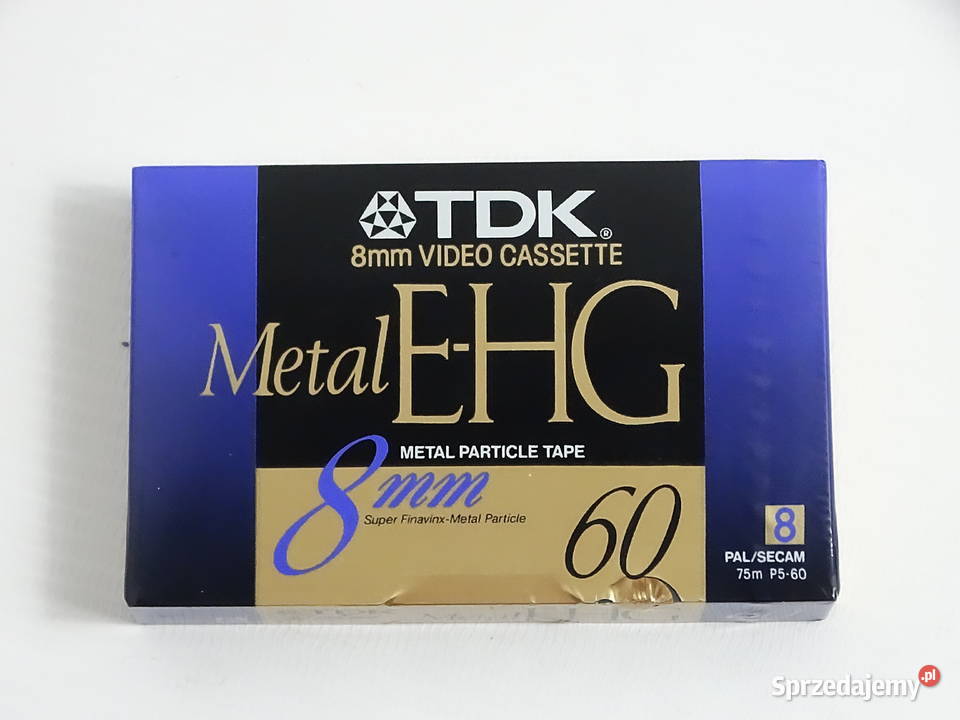 TDK®
8mm VIDEO CASSETTE
Metal E-HG
METAL PARTICLE TAPE
8mm
Super Finavinx-Metal Particle
60
8
PAL/SECAM
75m P5-60
E-HG
Sprzedajemy.pl